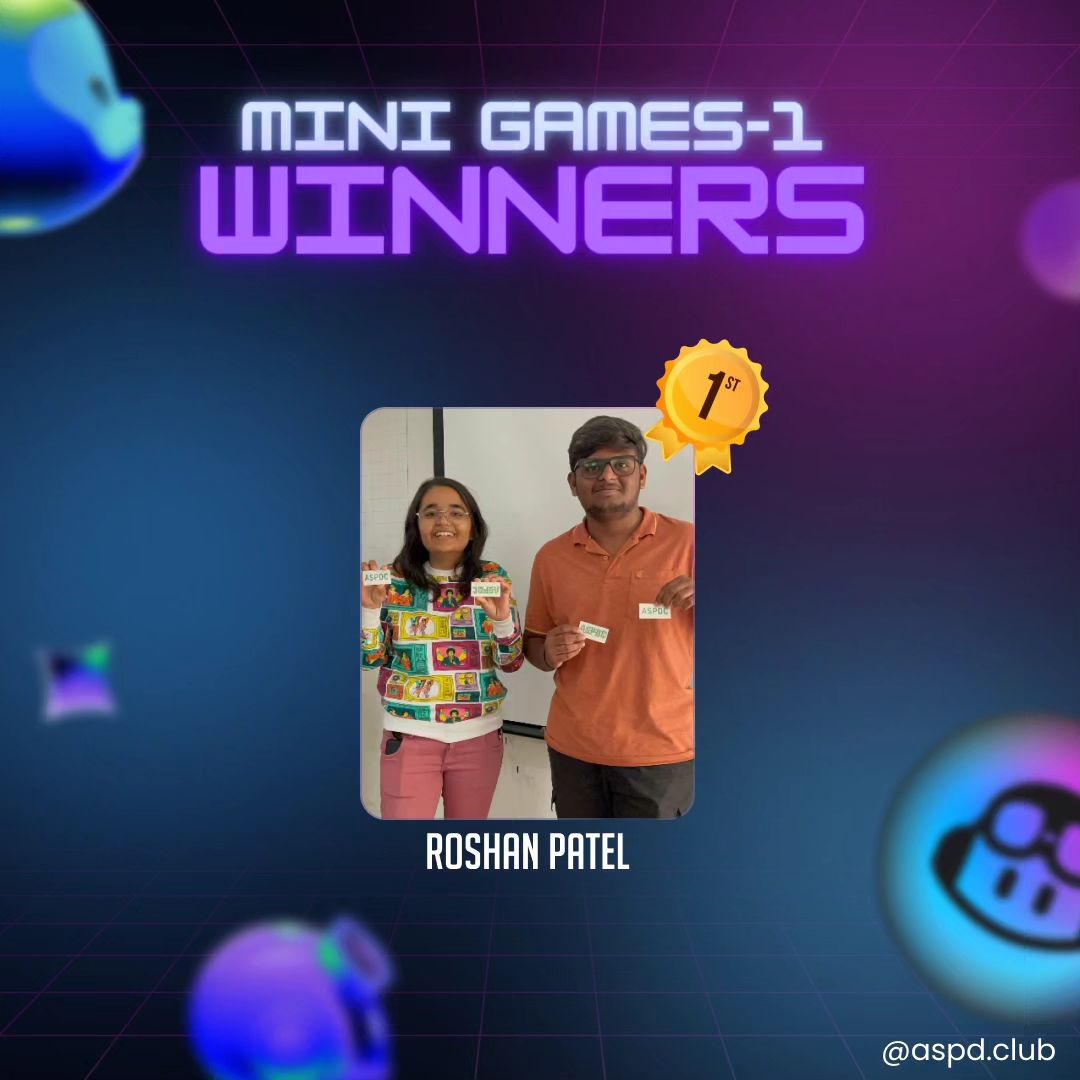 MINI GAMES-1
WINNERS
1ST
ASPDC
ASPDC
ASPDC
ASPDC
ROSHAN PATEL
@aspd.club